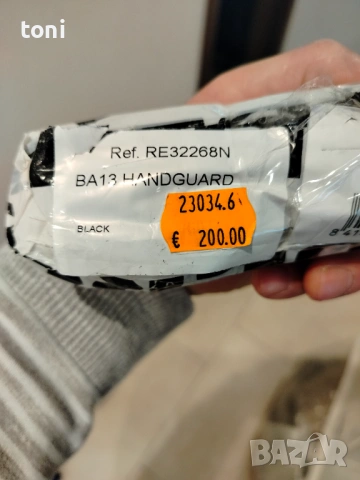 toni
Ref. RE32268N
BA13 HANDGUARD
23034.6
BLACK
€ 200.00
BAZAR